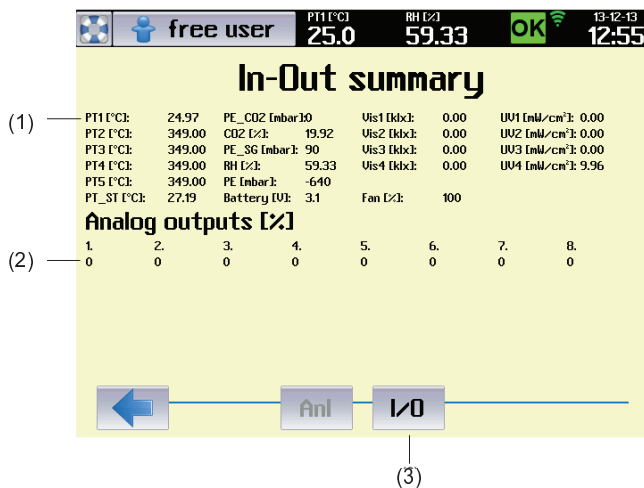 free user PT1 [°C] 25.0 RH [%] 59.33 OK 13-12-13 12:55
In-Out summary
(1)
PT1 [°C]: 24.97 PE_CO2 [mbar]:0 Vis1 [klx]: 0.00 UV1 [mW/cm²]: 0.00
PT2 [°C]: 349.00 CO2 [%]: 19.92 Vis2 [klx]: 0.00 UV2 [mW/cm²]: 0.00
PT3 [°C]: 349.00 PE_SG [mbar]: 90 Vis3 [klx]: 0.00 UV3 [mW/cm²]: 0.00
PT4 [°C]: 349.00 RH [%]: 59.33 Vis4 [klx]: 0.00 UV4 [mW/cm²]: 9.96
PT5 [°C]: 349.00 PE [mbar]: -640
PT_ST [°C]: 27.19 Battery [V]: 3.1 Fan [%]: 100
Analog outputs [%]
1. 2. 3. 4. 5. 6. 7. 8.
(2) 0 0 0 0 0 0 0 0
AnI I/O
(3)